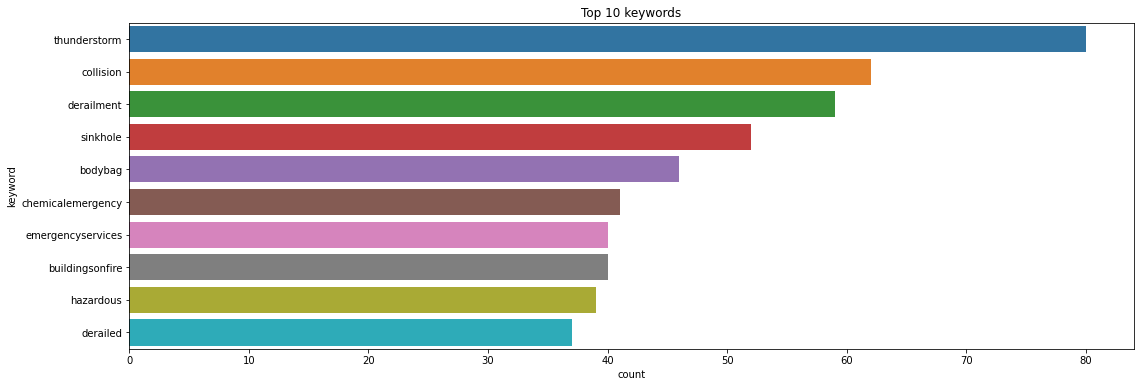 Top 10 keywords
keyword
thunderstorm
collision
derailment
sinkhole
bodybag
chemicalemergency
emergencyservices
buildingsonfire
hazardous
derailed
0 10 20 30 40 50 60 70 80
count